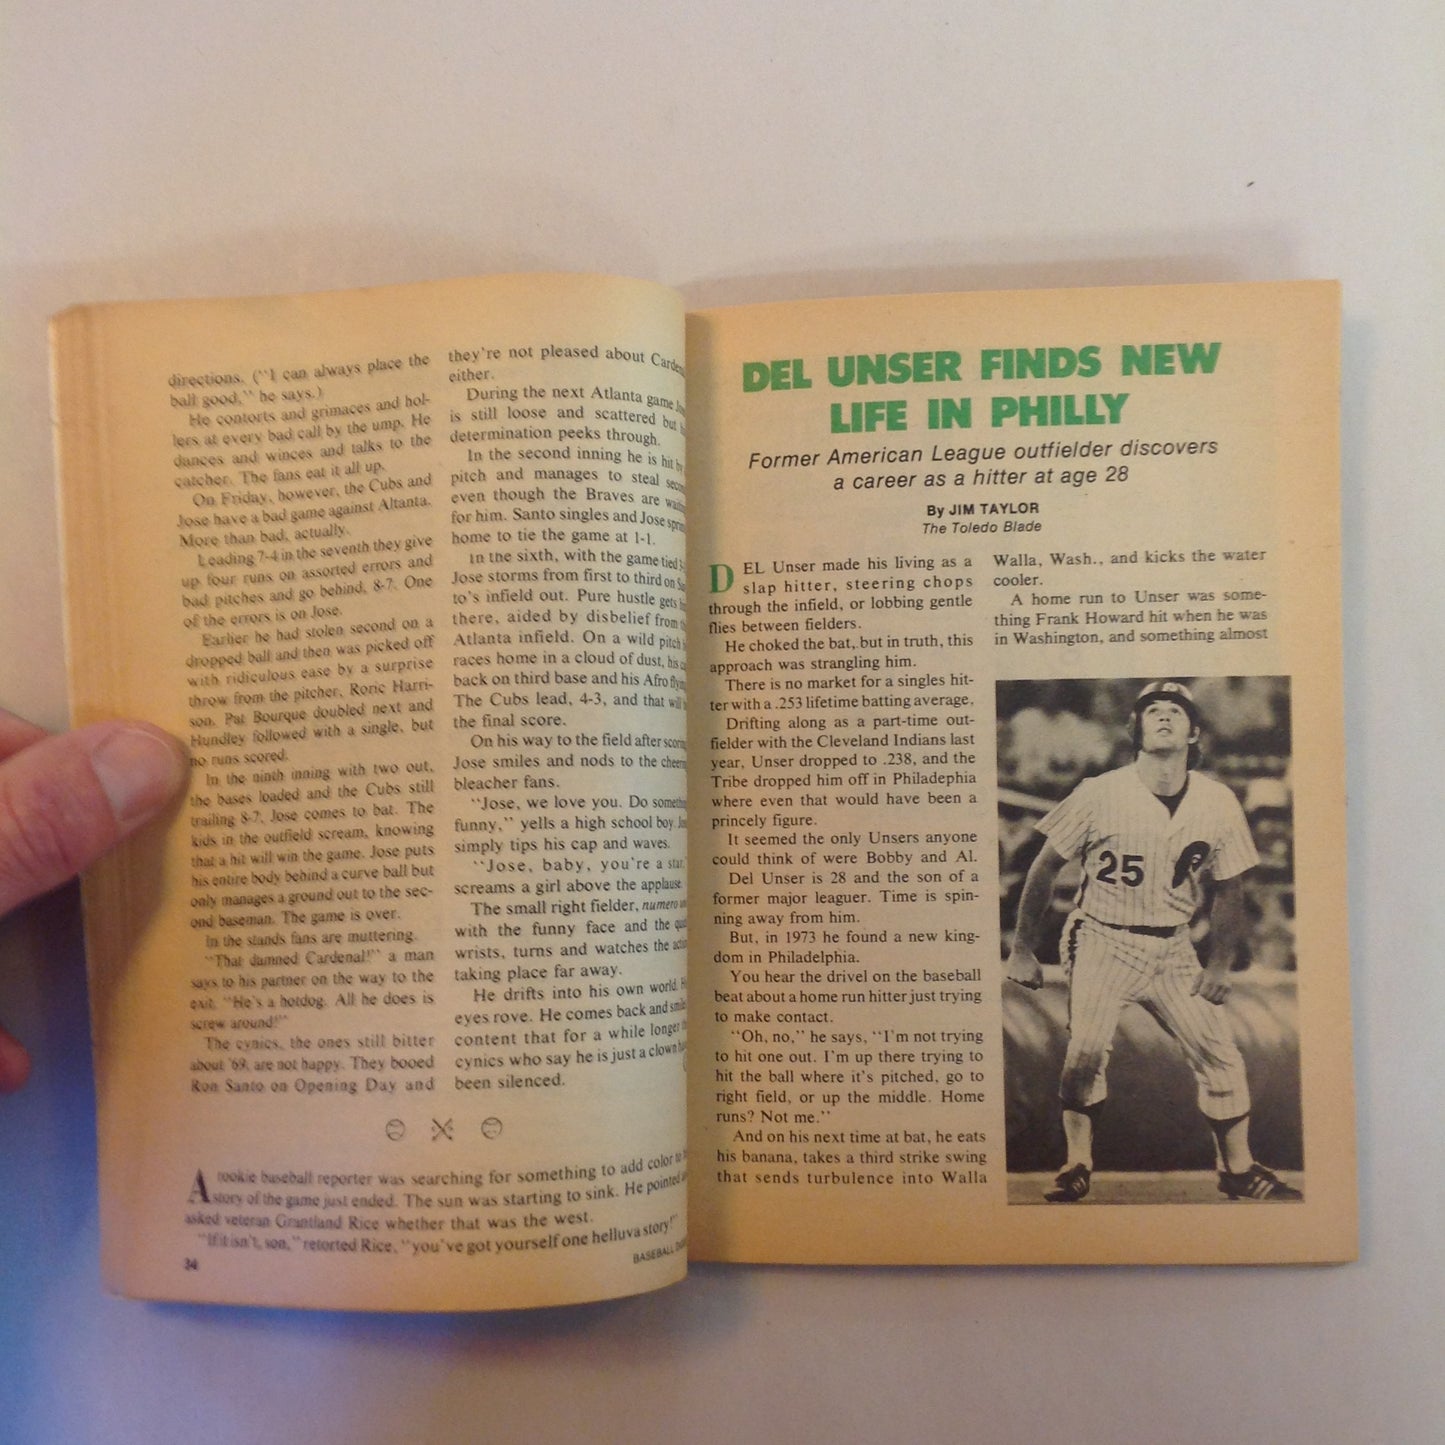 directions. ("I can always place the
ball good," he says.)
He contorts and grimaces and hol-
lers at every bad call by the ump. He
dances and winces and talks to the
catcher. The fans eat it all up.
On Friday, however, the Cubs and
Jose have a bad game against Altanta.
More than bad, actually.
Leading 7-4 in the seventh they give
up four runs on assorted errors and
bad pitches and go behind, 8-7. One
of the errors is on Jose.
Earlier he had stolen second on a
dropped ball and then was picked off
with ridiculous ease by a surprise
throw from the pitcher, Roric Harri-
son. Pat Bourque doubled next and
Hundley followed with a single, but
no runs scored.
In the ninth inning with two out,
the bases loaded and the Cubs still
trailing 8-7, Jose comes to bat. The
kids in the outfield scream, knowing
that a hit will win the game. Jose puts
his entire body behind a curve ball but
only manages a ground out to the sec-
ond baseman. The game is over.
In the stands fans are muttering.
"That damned Cardenal!" a man
says to his partner on the way to the
exit. "He's a hotdog. All he does is
screw around!"
The cynics, the ones still bitter
about '69, are not happy. They booed
Ron Santo on Opening Day and
they're not pleased about
either.
During the next Atlanta game
is still loose and scattered but
determination peeks through.
In the second inning he is hit
pitch and manages to steal
even though the Braves are
for him. Santo singles and Jose
home to tie the game at 1-1.
In the sixth, with the game tied
Jose storms from first to third on
to's infield out. Pure hustle gets
there, aided by disbelief from
Atlanta infield. On a wild pitch
races home in a cloud of dust, his
back on third base and his Afro
The Cubs lead, 4-3, and that will
the final score.
On his way to the field after
Jose smiles and nods to the
bleacher fans.
"Jose, we love you. Do
funny," yells a high school boy.
simply tips his cap and waves.
"Jose, baby, you're a star,"
screams a girl above the applause.
The small right fielder, numero
with the funny face and the
wrists, turns and watches the
taking place far away.
He drifts into his own world.
eyes rove. He comes back and
content that for a while longer
cynics who say he is just a clown
been silenced.
A rookie baseball reporter was searching for something to add color to
story of the game just ended. The sun was starting to sink. He pointed
asked veteran Grantland Rice whether that was the west.
"If it isn't, son," retorted Rice, "you've got yourself one helluva story!"
34
BASEBALL
DEL UNSER FINDS NEW
LIFE IN PHILLY
Former American League outfielder discovers
a career as a hitter at age 28
By JIM TAYLOR
The Toledo Blade
DEL Unser made his living as a
slap hitter, steering chops
through the infield, or lobbing gentle
flies between fielders.
He choked the bat, but in truth, this
approach was strangling him.
There is no market for a singles hit-
ter with a .253 lifetime batting average.
Drifting along as a part-time out-
fielder with the Cleveland Indians last
year, Unser dropped to .238, and the
Tribe dropped him off in Philadephia
where even that would have been a
princely figure.
It seemed the only Unsers anyone
could think of were Bobby and Al.
Del Unser is 28 and the son of a
former major leaguer. Time is spin-
ning away from him.
But, in 1973 he found a new king-
dom in Philadelphia.
You hear the drivel on the baseball
beat about a home run hitter just trying
to make contact.
"Oh, no," he says, "I'm not trying
to hit one out. I'm up there trying to
hit the ball where it's pitched, go to
right field, or up the middle. Home
runs? Not me."
And on his next time at bat, he eats
his banana, takes a third strike swing
that sends turbulence into Walla
Walla, Wash., and kicks the water
cooler.
A home run to Unser was some-
thing Frank Howard hit when he was
in Washington, and something almost
25
P